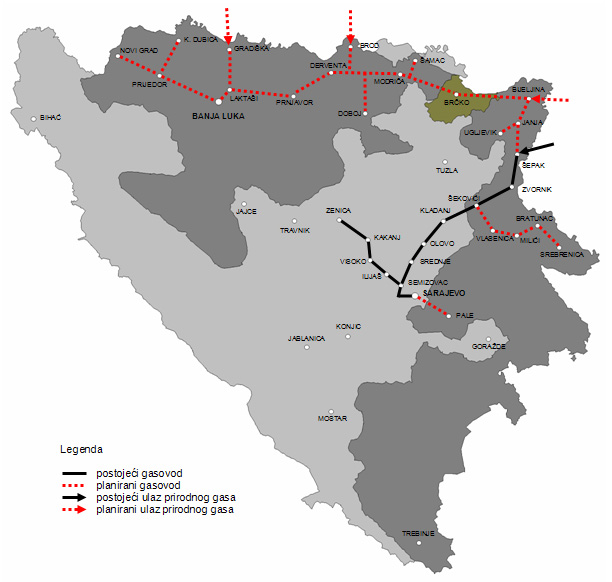 K. DUBICA
NOVI GRAD
GRADIŠKA
BROD
ŠAMAC
DERVENTA
PRIJEDOR
MODRIČA
LAKTAŠI
PRNJAVOR
BRČKO
BIJELJINA
BANJA LUKA
DOBOJ
BIHAĆ
JANJA
UGLJEVIK
TUZLA
ŠEPAK
ZVORNIK
ŠEKOVIĆI
JAJCE
ZENICA
KLADANJ
BRATUNAC
TRAVNIK
KAKANJ
VLASENICA
MILIĆI
OLOVO
SREBRENICA
VISOKO
SREDNJE
ILIJAŠ
SEMIZOVAC
SARAJEVO
PALE
KONJIC
JABLANICA
GORAŽDE
MOSTAR
TREBINJE
Legenda
postojeći gasovod
planirani gasovod
postojeći ulaz prirodnog gasa
planirani ulaz prirodnog gasa